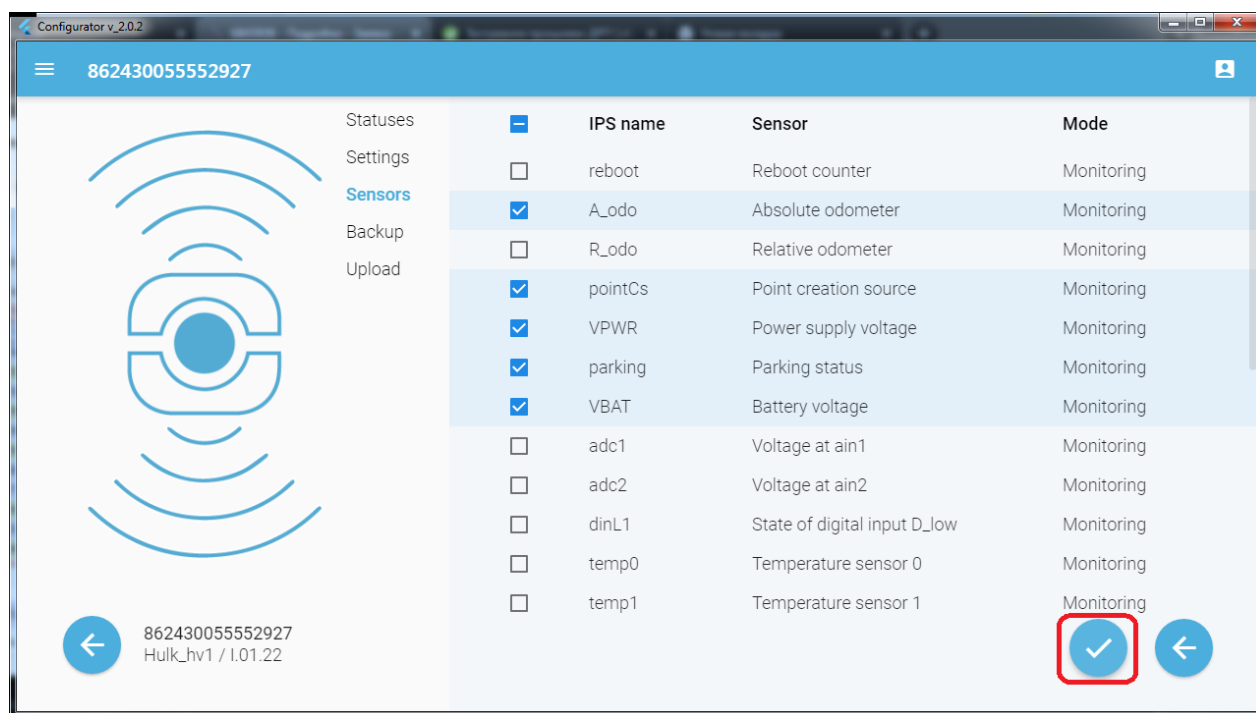 Configurator v_2.0.2
862430055552927
Statuses
Settings
Sensors
Backup
Upload
IPS name Sensor Mode
reboot Reboot counter Monitoring
A_odo Absolute odometer Monitoring
R_odo Relative odometer Monitoring
pointCs Point creation source Monitoring
VPWR Power supply voltage Monitoring
parking Parking status Monitoring
VBAT Battery voltage Monitoring
adc1 Voltage at ain1 Monitoring
adc2 Voltage at ain2 Monitoring
dinL1 State of digital input D_low Monitoring
temp0 Temperature sensor 0 Monitoring
temp1 Temperature sensor 1 Monitoring
862430055552927
Hulk_hv1 / I.01.22